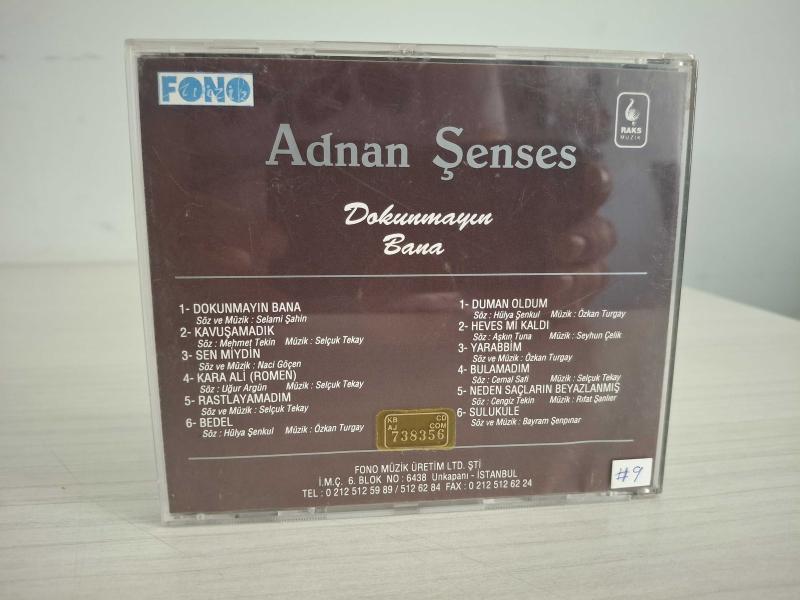 FONO
müzik
RAKS
MUZIK
Adnan Şenses
Dokunmayın
Bana
1- DOKUNMAYIN BANA
Söz ve Müzik : Selami Şahin
2- KAVUŞAMADIK
Söz : Mehmet Tekin Müzik : Selçuk Tekay
3- SEN MİYDİN
Söz ve Müzik : Naci Göçen
4- KARA ALİ (ROMEN)
Söz : Uğur Argün Müzik : Selçuk Tekay
5- RASTLAYAMADIM
Söz ve Müzik : Selçuk Tekay
6- BEDEL
Söz : Hülya Şenkul Müzik : Özkan Turgay
1- DUMAN OLDUM
Söz : Hülya Şenkul Müzik : Özkan Turgay
2- HEVES Mİ KALDI
Söz : Aşkın Tuna Müzik : Seyhun Çelik
3- YARABBİM
Söz ve Müzik : Özkan Turgay
4- BULAMADIM
Söz : Cemal Safi Müzik : Selçuk Tekay
5- NEDEN SAÇLARIN BEYAZLANMIŞ
Söz : Cengiz Tekin Müzik : Rıfat Şanlıer
6- SULUKULE
Söz ve Müzik : Bayram Şenpınar
KB CD
AJ COM
738356
FONO MÜZİK ÜRETİM LTD. ŞTİ
İ.M.Ç. 6. BLOK NO : 6438 Unkapanı - İSTANBUL
TEL : 0 212 512 59 89 / 512 62 84 FAX : 0 212 512 62 24
#9